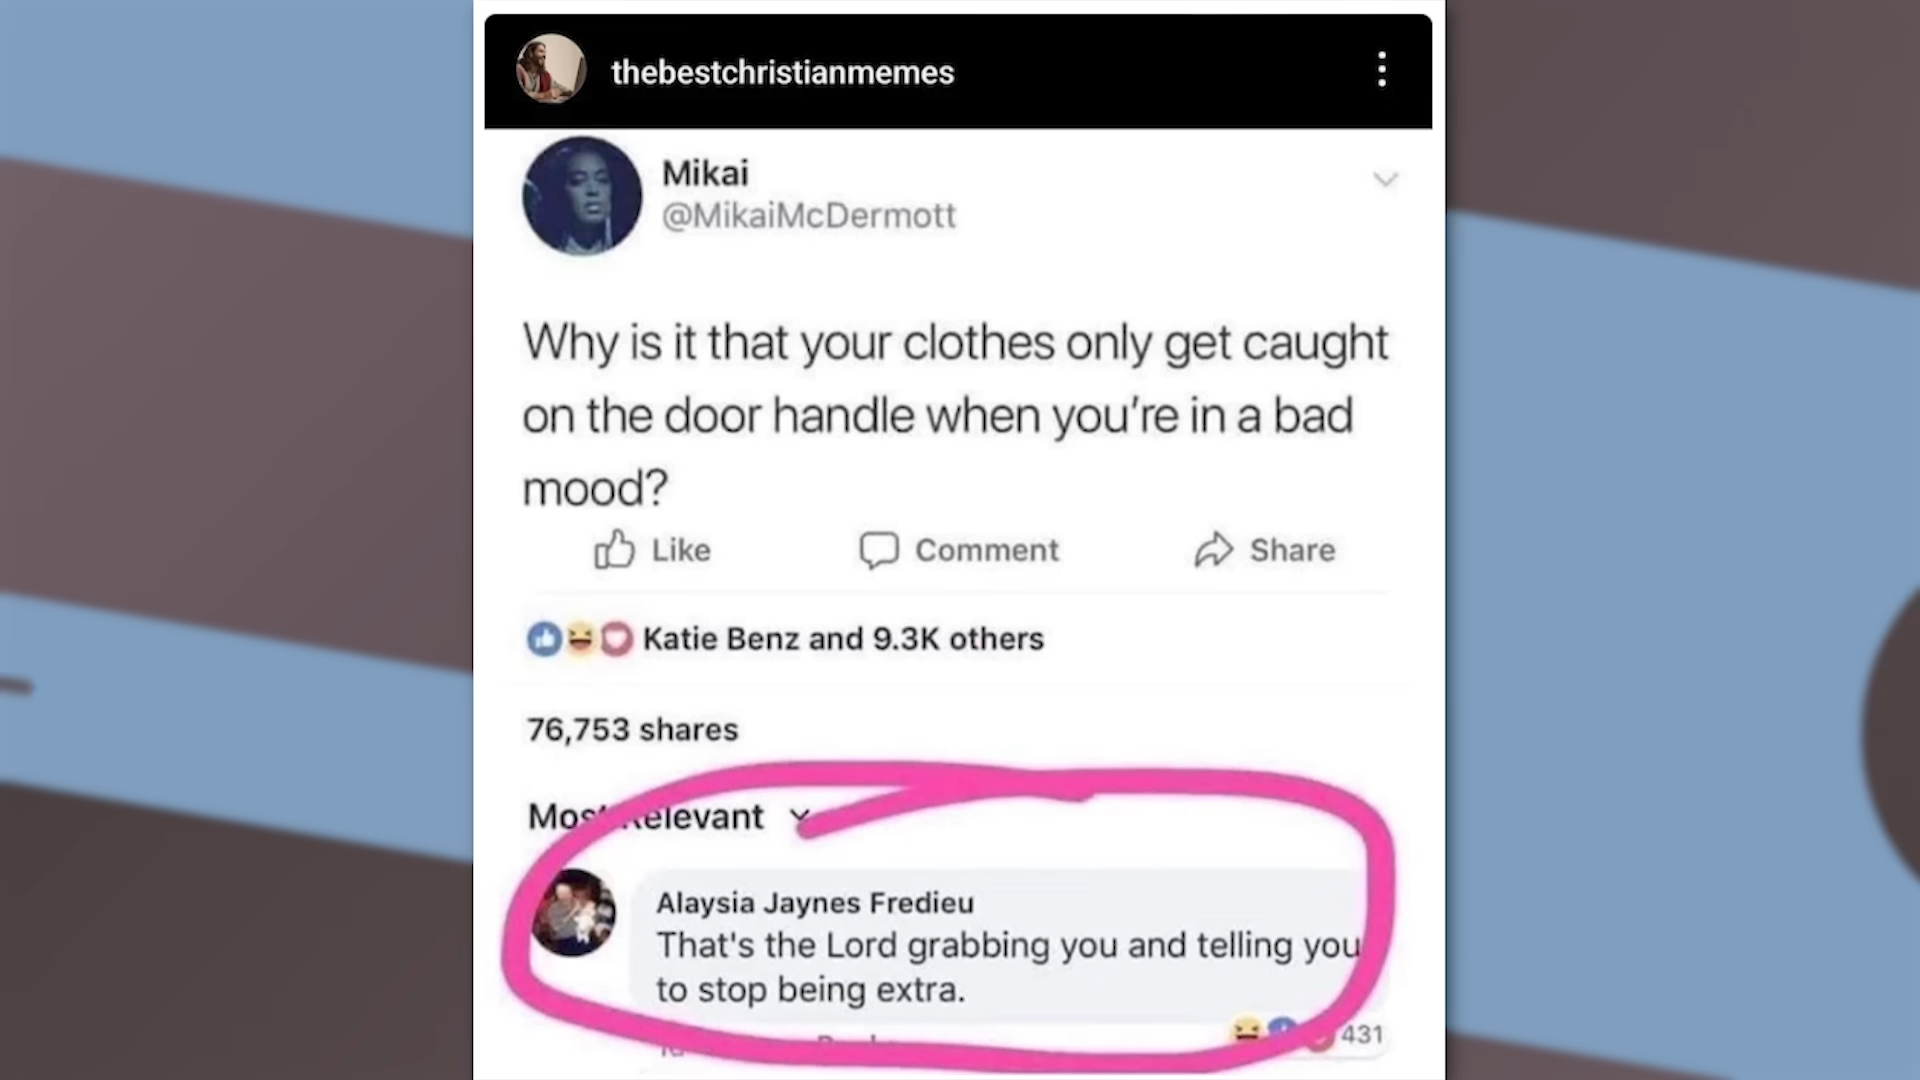 thebestchristianmemes
Mikai
@MikaiMcDermott
Why is it that your clothes only get caught
on the door handle when you're in a bad
mood?
Like Comment Share
Katie Benz and 9.3K others
76,753 shares
Most Relevant
Alaysia Jaynes Fredieu
That's the Lord grabbing you and telling you
to stop being extra.
431